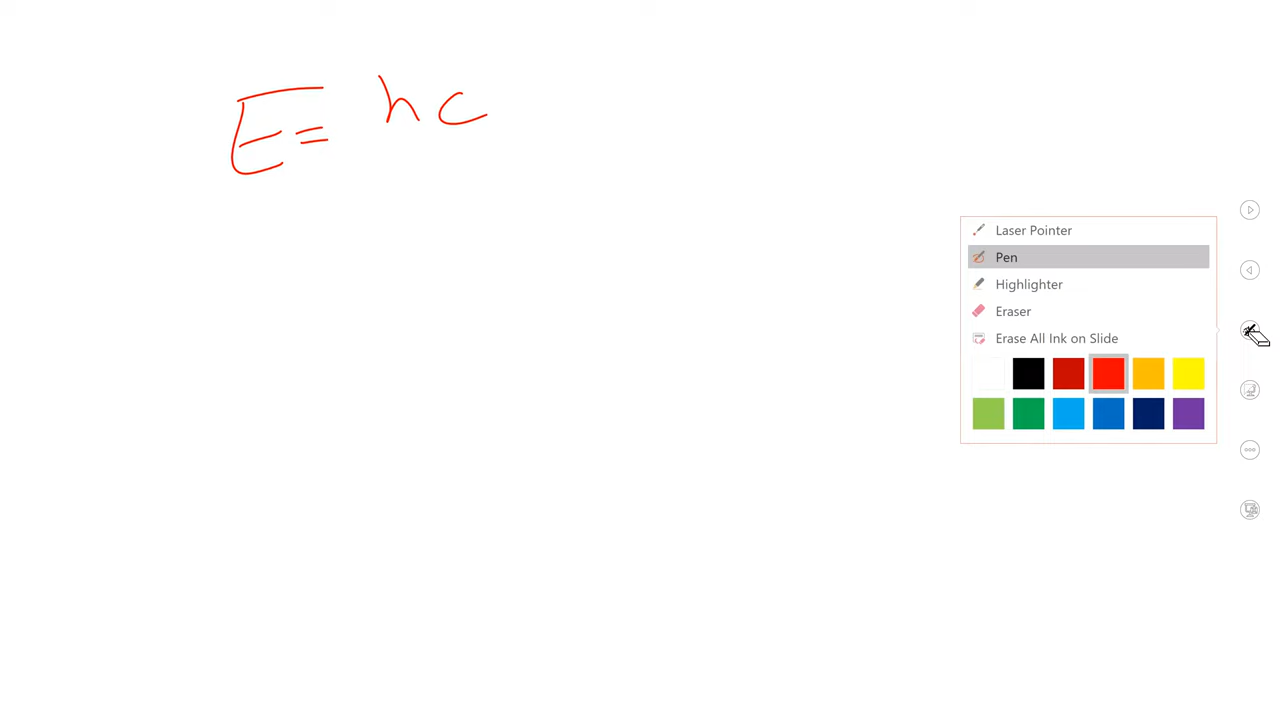 E= hc
Laser Pointer
Pen
Highlighter
Eraser
Erase All Ink on Slide